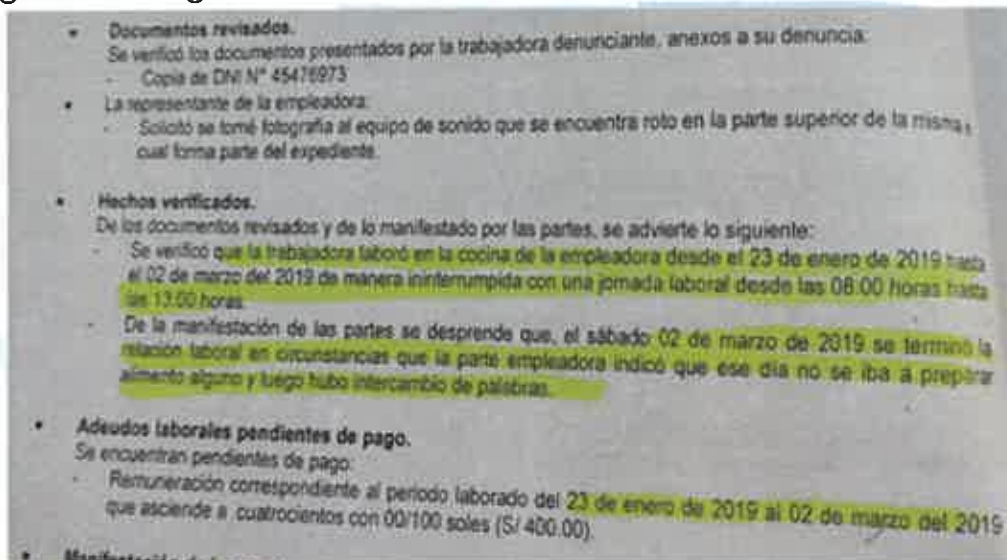 • Documentos revisados.
Se verificó los documentos presentados por la trabajadora denunciante, anexos a su denuncia:
- Copia de DNI N° 45476973
• La representante de la empleadora:
- Solicitó se tomé fotografía al equipo de sonido que se encuentra roto en la parte superior de la misma,
cual forma parte del expediente.
• Hechos verificados.
De los documentos revisados y de lo manifestado por las partes, se advierte lo siguiente:
- Se verificó que la trabajadora laboró en la cocina de la empleadora desde el 23 de enero de 2019 hasta
el 02 de marzo del 2019 de manera ininterrumpida con una jornada laboral desde las 08:00 horas hasta
las 13:00 horas.
- De la manifestación de las partes se desprende que, el sábado 02 de marzo de 2019 se terminó la
relación laboral en circunstancias que la parte empleadora indicó que ese día no se iba a preparar
alimento alguno y luego hubo intercambio de palabras.
• Adeudos laborales pendientes de pago.
Se encuentran pendientes de pago:
- Remuneración correspondiente al periodo laborado del 23 de enero de 2019 al 02 de marzo del 2019
que asciende a cuatrocientos con 00/100 soles (S/ 400.00).